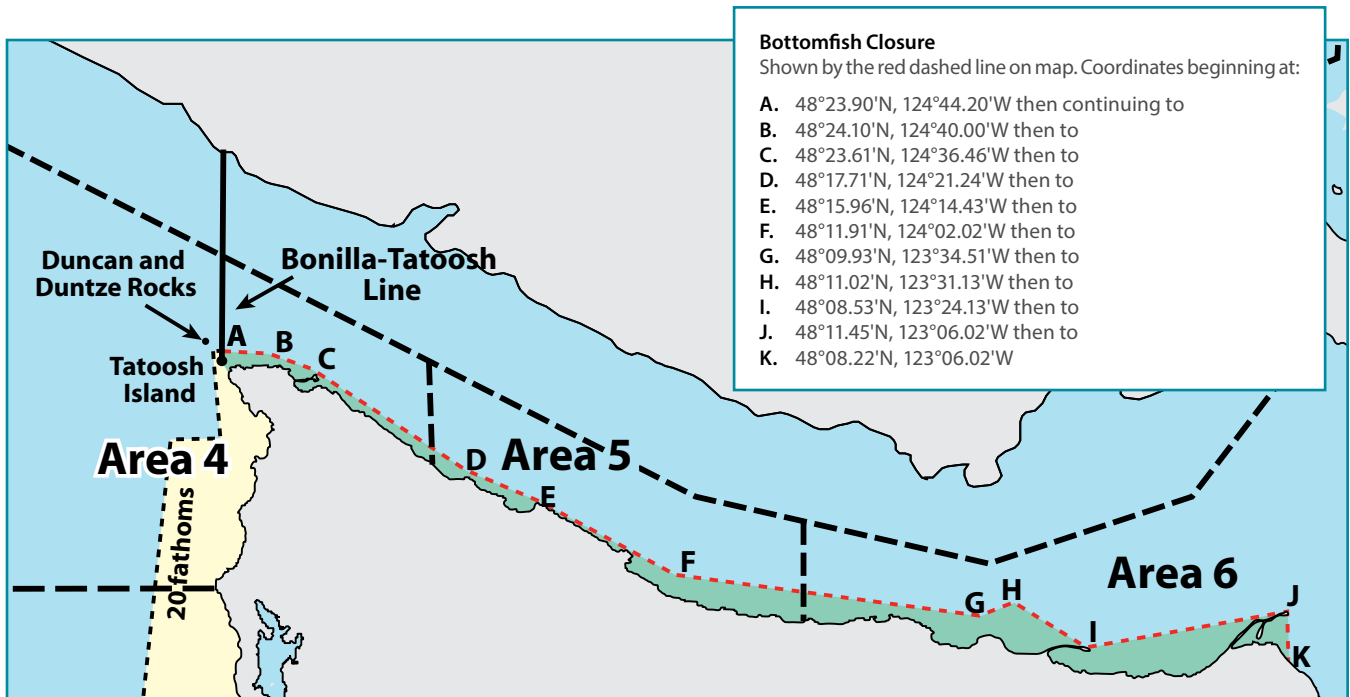 Bottomfish Closure
Shown by the red dashed line on map. Coordinates beginning at:
A. 48°23.90'N, 124°44.20'W then continuing to
B. 48°24.10'N, 124°40.00'W then to
C. 48°23.61'N, 124°36.46'W then to
D. 48°17.71'N, 124°21.24'W then to
E. 48°15.96'N, 124°14.43'W then to
F. 48°11.91'N, 124°02.02'W then to
G. 48°09.93'N, 123°34.51'W then to
H. 48°11.02'N, 123°31.13'W then to
I. 48°08.53'N, 123°24.13'W then to
J. 48°11.45'N, 123°06.02'W then to
K. 48°08.22'N, 123°06.02'W
Duncan and
Duntze Rocks
Bonilla-Tatoosh
Line
Tatoosh
Island
A
B
C
D
E
F
G
H
I
J
K
Area 4
Area 5
Area 6
20 fathoms